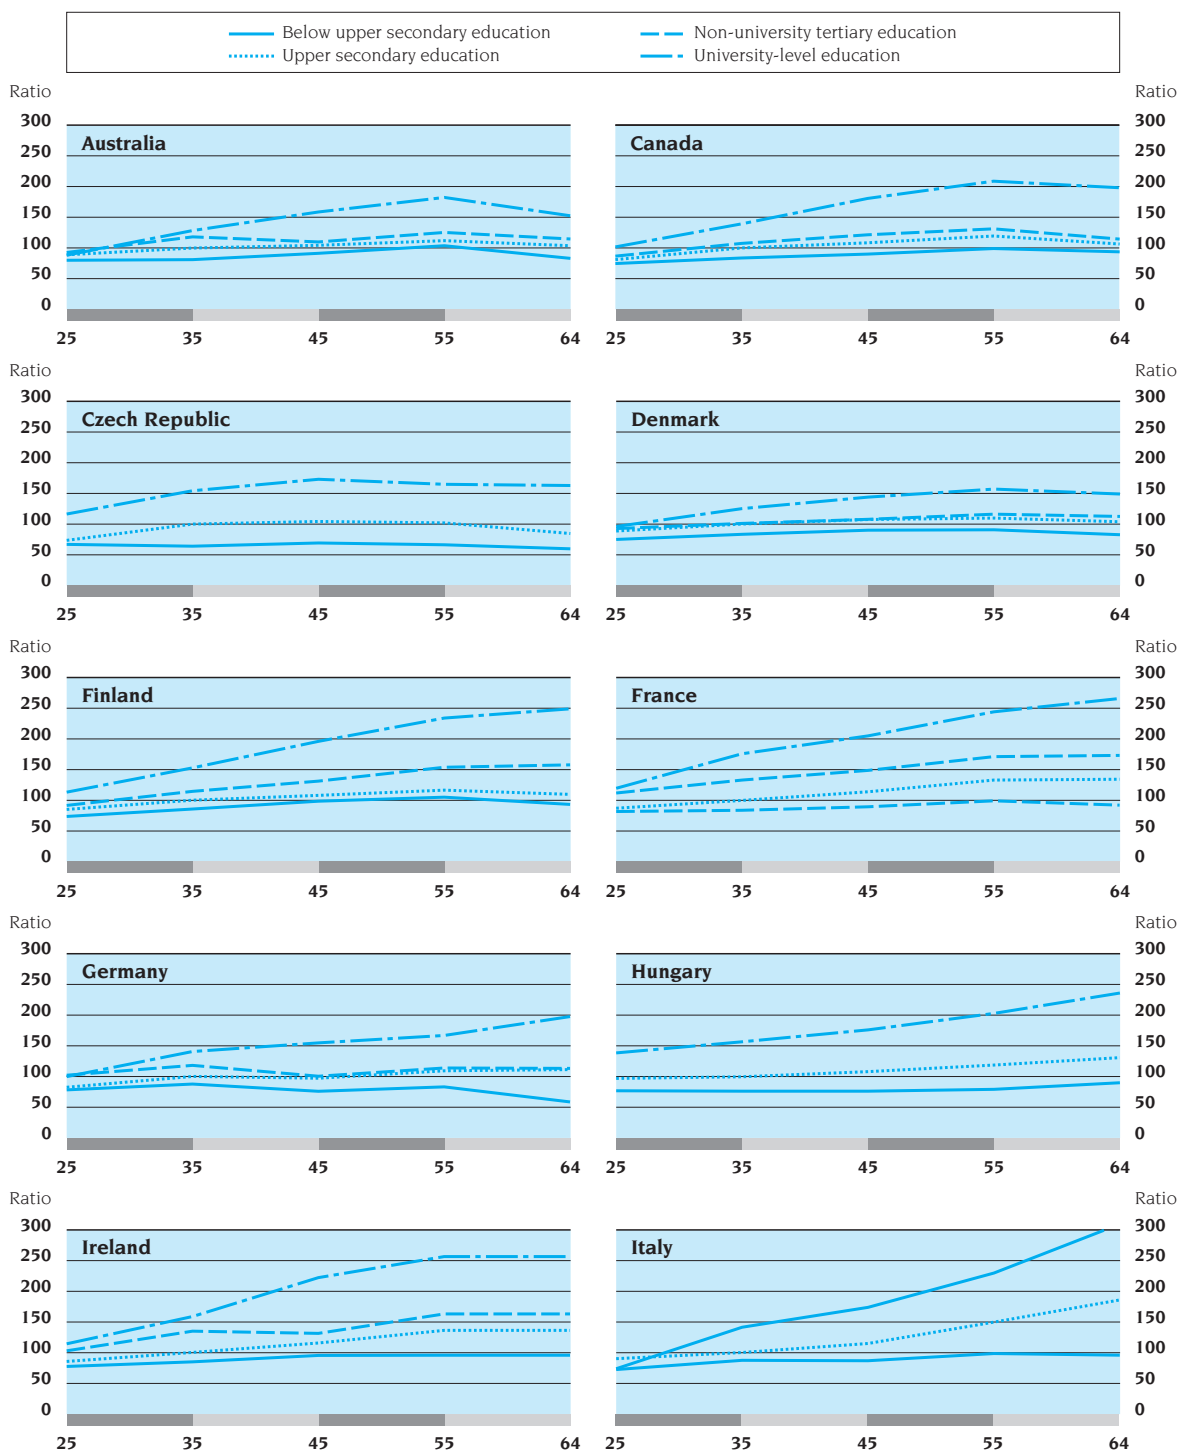 Below upper secondary education Non-university tertiary education
Upper secondary education University-level education
Ratio Ratio
300 Australia Canada 300
250 250
200 200
150 150
100 100
50 50
0 0
25 35 45 55 64 25 35 45 55 64
Ratio Ratio
300 Czech Republic Denmark 300
250 250
200 200
150 150
100 100
50 50
0 0
25 35 45 55 64 25 35 45 55 64
Ratio Ratio
300 Finland France 300
250 250
200 200
150 150
100 100
50 50
0 0
25 35 45 55 64 25 35 45 55 64
Ratio Ratio
300 Germany Hungary 300
250 250
200 200
150 150
100 100
50 50
0 0
25 35 45 55 64 25 35 45 55 64
Ratio Ratio
300 Ireland Italy 300
250 250
200 200
150 150
100 100
50 50
0 0
25 35 45 55 64 25 35 45 55 64